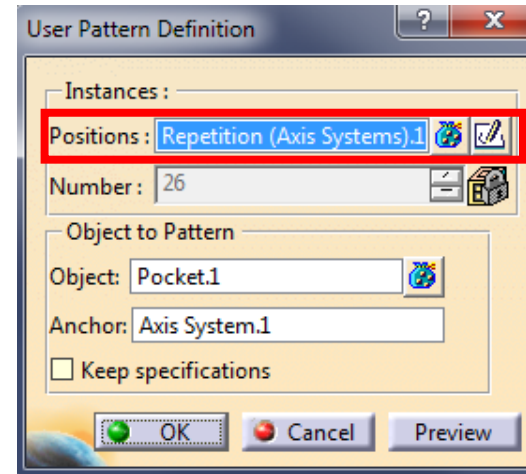 User Pattern Definition
Instances :
Positions : Repetition (Axis Systems).1
Number : 26
Object to Pattern
Object: Pocket.1
Anchor: Axis System.1
Keep specifications
OK Cancel Preview